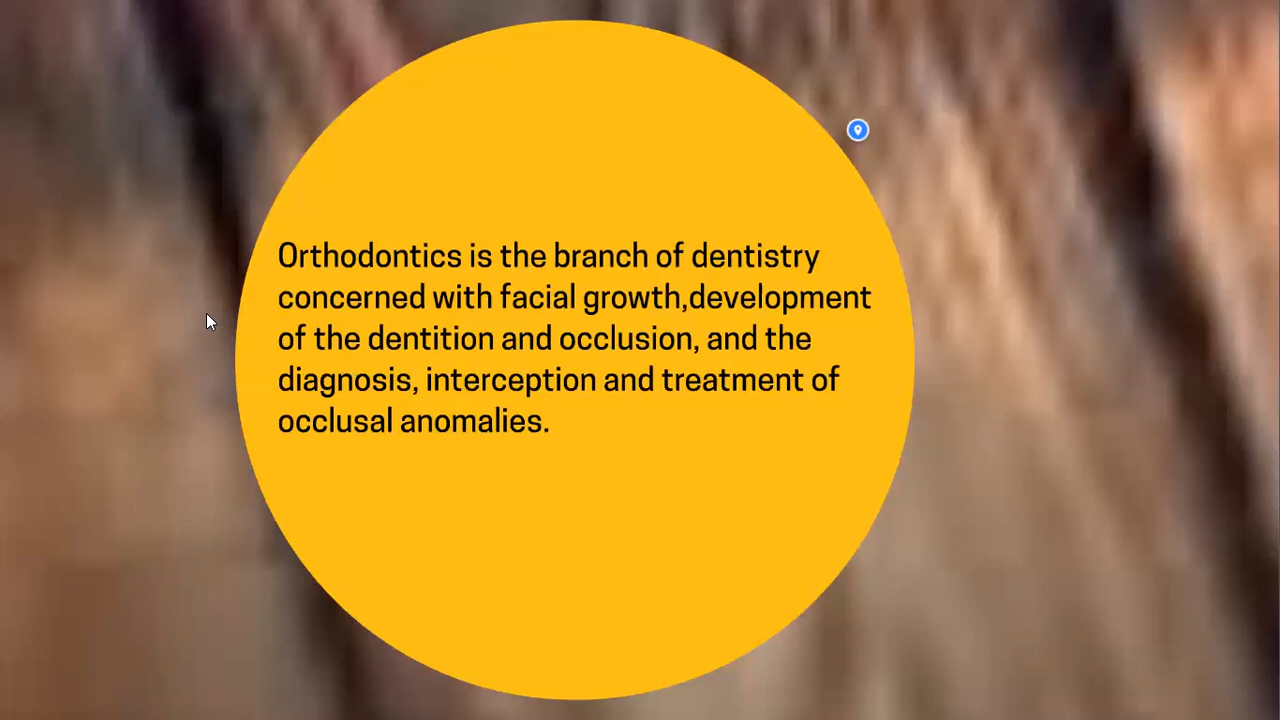 Orthodontics is the branch of dentistry
concerned with facial growth,development
of the dentition and occlusion, and the
diagnosis, interception and treatment of
occlusal anomalies.